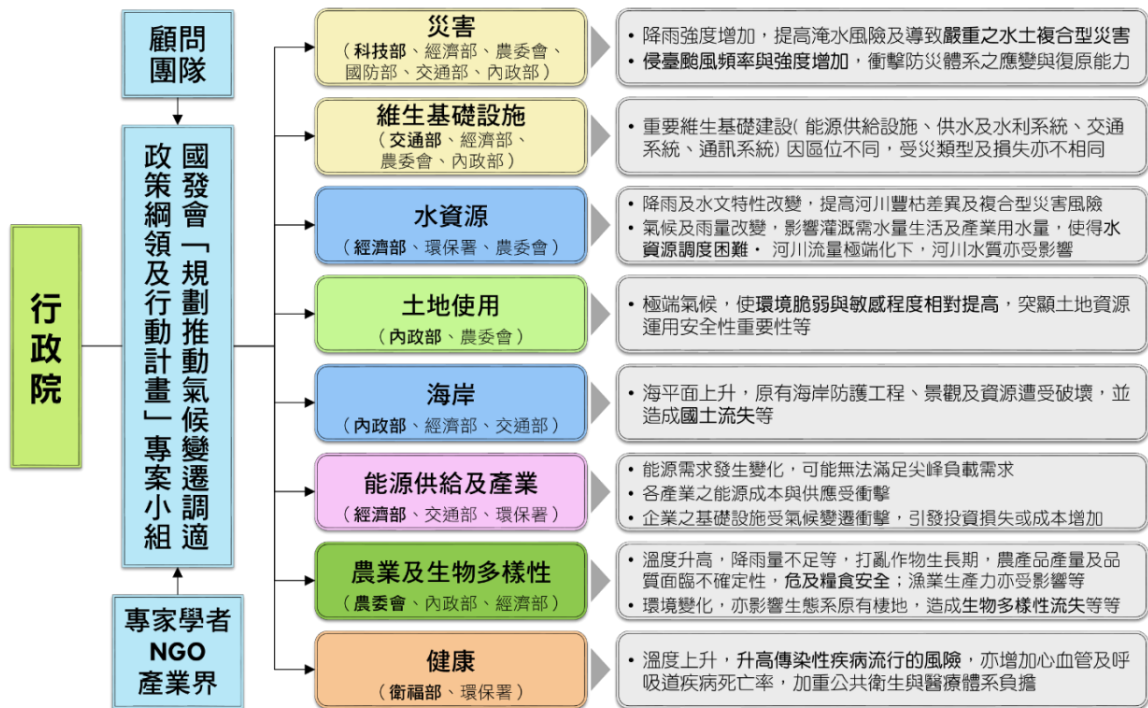 行政院
顧問
團隊
國發會「規劃推動氣候變遷調適
政策綱領及行動計畫」專案小組
專家學者
NGO
產業界
災害
(科技部、經濟部、農委會、
國防部、交通部、內政部)
• 降雨強度增加，提高淹水風險及導致嚴重之水土複合型災害
• 侵臺颱風頻率與強度增加，衝擊防災體系之應變與復原能力
維生基礎設施
(交通部、經濟部、
農委會、內政部)
• 重要維生基礎建設( 能源供給設施、供水及水利系統、交通
系統、通訊系統) 因區位不同，受災類型及損失亦不相同
水資源
(經濟部、環保署、農委會)
• 降雨及水文特性改變，提高河川豐枯差異及複合型災害風險
• 氣候及雨量改變，影響灌溉需水量生活及產業用水量，使得水
資源調度困難・ 河川流量極端化下，河川水質亦受影響
土地使用
(內政部、農委會)
• 極端氣候，使環境脆弱與敏感程度相對提高，突顯土地資源
運用安全性重要性等
海岸
(內政部、經濟部、交通部)
• 海平面上升，原有海岸防護工程、景觀及資源遭受破壞，並
造成國土流失等
能源供給及產業
(經濟部、交通部、環保署)
• 能源需求發生變化，可能無法滿足尖峰負載需求
• 各產業之能源成本與供應受衝擊
• 企業之基礎設施受氣候變遷衝擊，引發投資損失或成本增加
農業及生物多樣性
(農委會、內政部、經濟部)
• 溫度升高，降雨量不足等，打亂作物生長期，農產品產量及品
質面臨不確定性，危及糧食安全；漁業生產力亦受影響等
• 環境變化，亦影響生態系原有棲地，造成生物多樣性流失等等
健康
(衛福部、環保署)
• 溫度上升，升高傳染性疾病流行的風險，亦增加心血管及呼
吸道疾病死亡率，加重公共衛生與醫療體系負擔